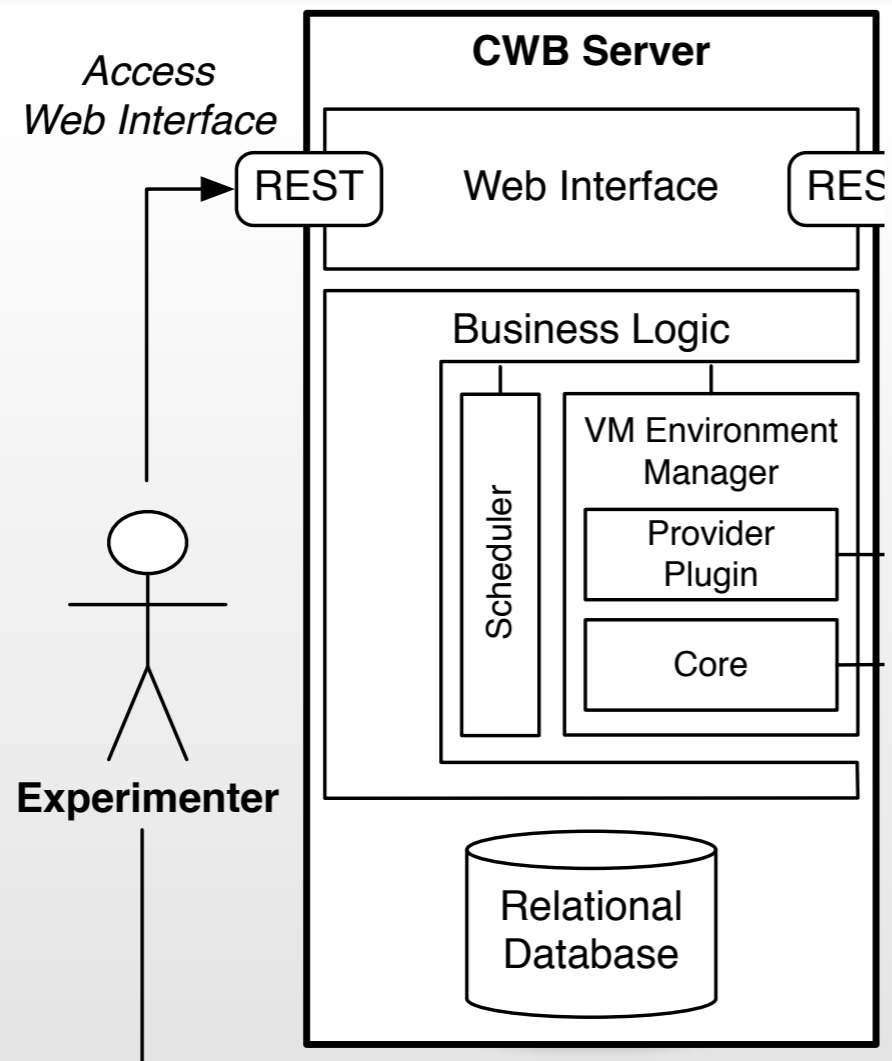 CWB Server
Access
Web Interface
REST
Web Interface
RES
Business Logic
Scheduler
VM Environment
Manager
Provider
Plugin
Core
Experimenter
Relational
Database